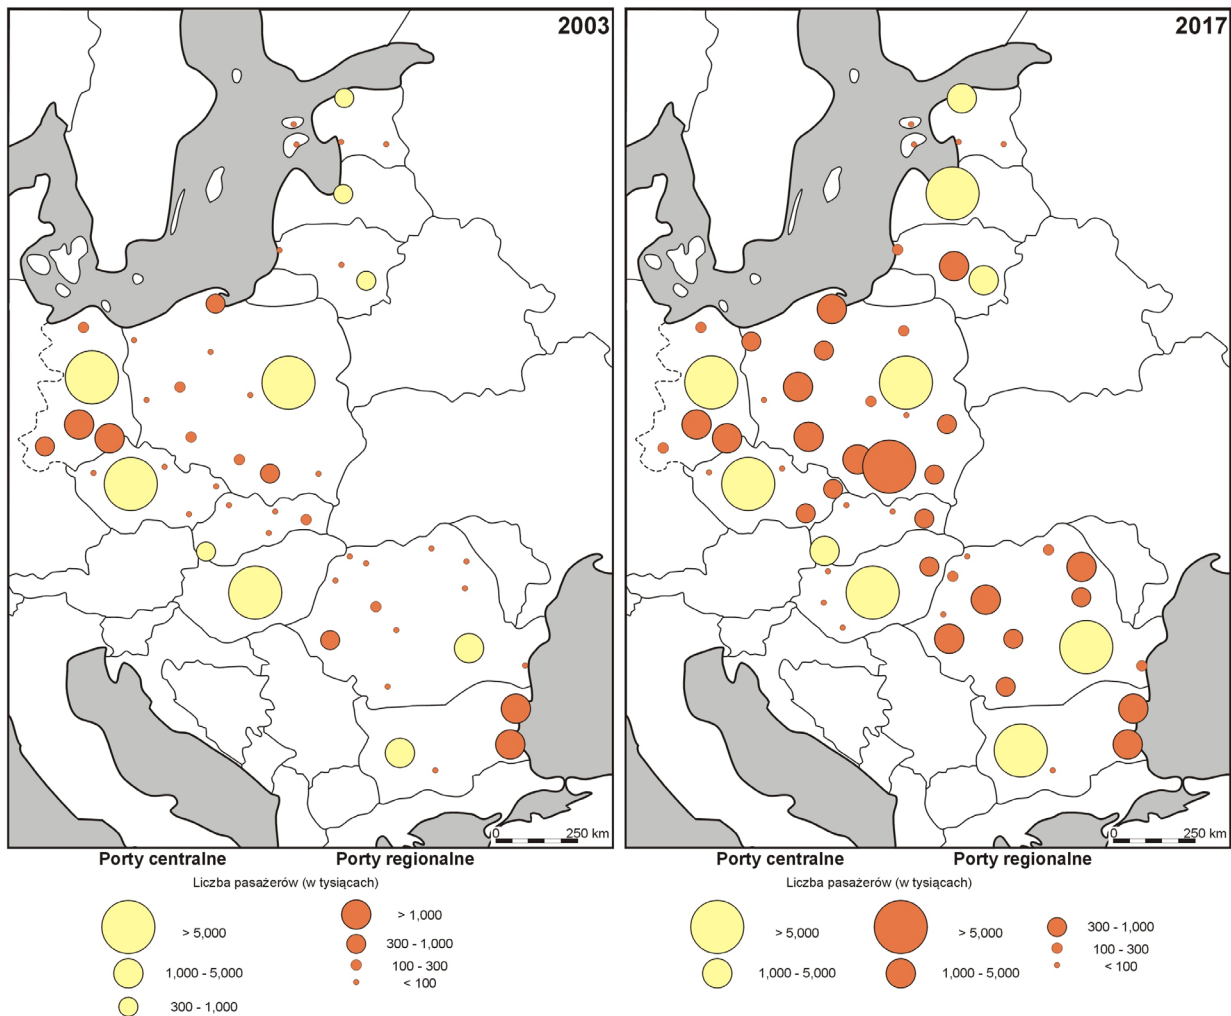 2003
2017
0 250 km
0 250 km
Porty centralne Porty regionalne
Liczba pasażerów (w tysiącach)
> 5,000
1,000 - 5,000
300 - 1,000
> 1,000
300 - 1,000
100 - 300
< 100
Porty centralne Porty regionalne
Liczba pasażerów (w tysiącach)
> 5,000
1,000 - 5,000
> 5,000
1,000 - 5,000
300 - 1,000
100 - 300
< 100